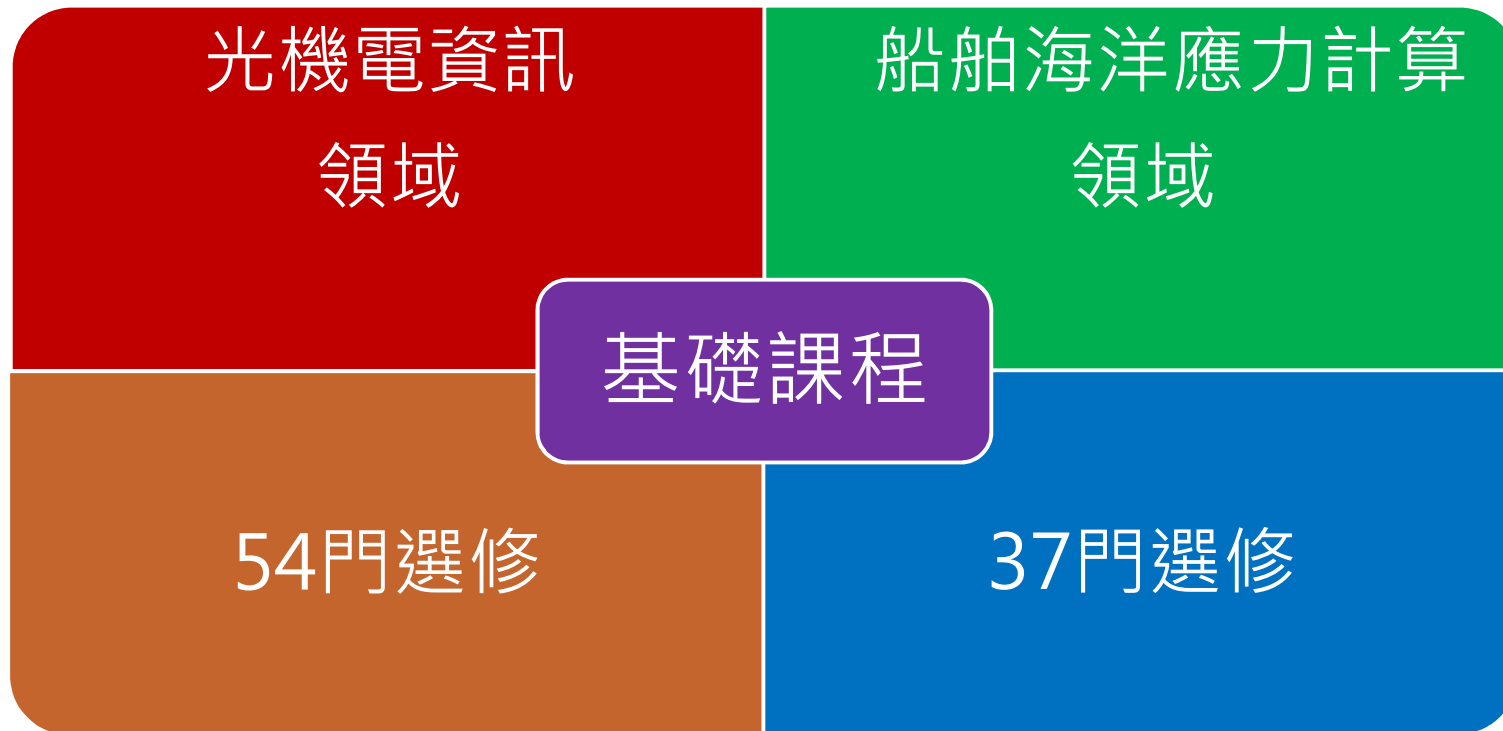 光機電資訊
領域
船舶海洋應力計算
領域
基礎課程
54門選修
37門選修